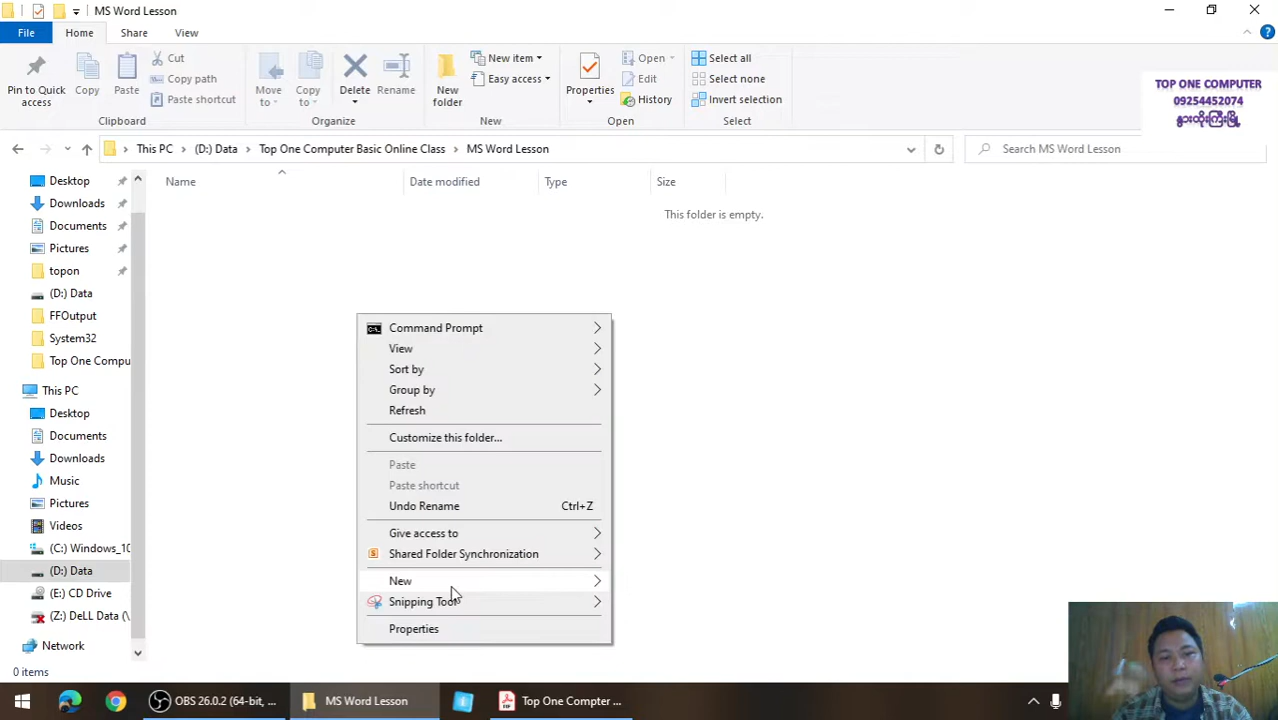 MS Word Lesson
File Home Share View
Pin to Quick access
Copy
Paste
Cut
Copy path
Paste shortcut
Clipboard
Move to
Copy to
Delete
Rename
Organize
New folder
New item
Easy access
New
Properties
Open
Edit
History
Open
Select all
Select none
Invert selection
Select
TOP ONE COMPUTER
09254452074
နွားထိုးကြီးမြို့
This PC (D:) Data Top One Computer Basic Online Class MS Word Lesson
Search MS Word Lesson
Name Date modified Type Size
This folder is empty.
Desktop
Downloads
Documents
Pictures
topon
(D:) Data
FFOutput
System32
Top One Compu
This PC
Desktop
Documents
Downloads
Music
Pictures
Videos
(C:) Windows_10
(D:) Data
(E:) CD Drive
(Z:) DeLL Data (\
Network
Command Prompt
View
Sort by
Group by
Refresh
Customize this folder...
Paste
Paste shortcut
Undo Rename Ctrl+Z
Give access to
Shared Folder Synchronization
New
Snipping Tool
Properties
0 items
OBS 26.0.2 (64-bit, ...
MS Word Lesson
Top One Compter ...